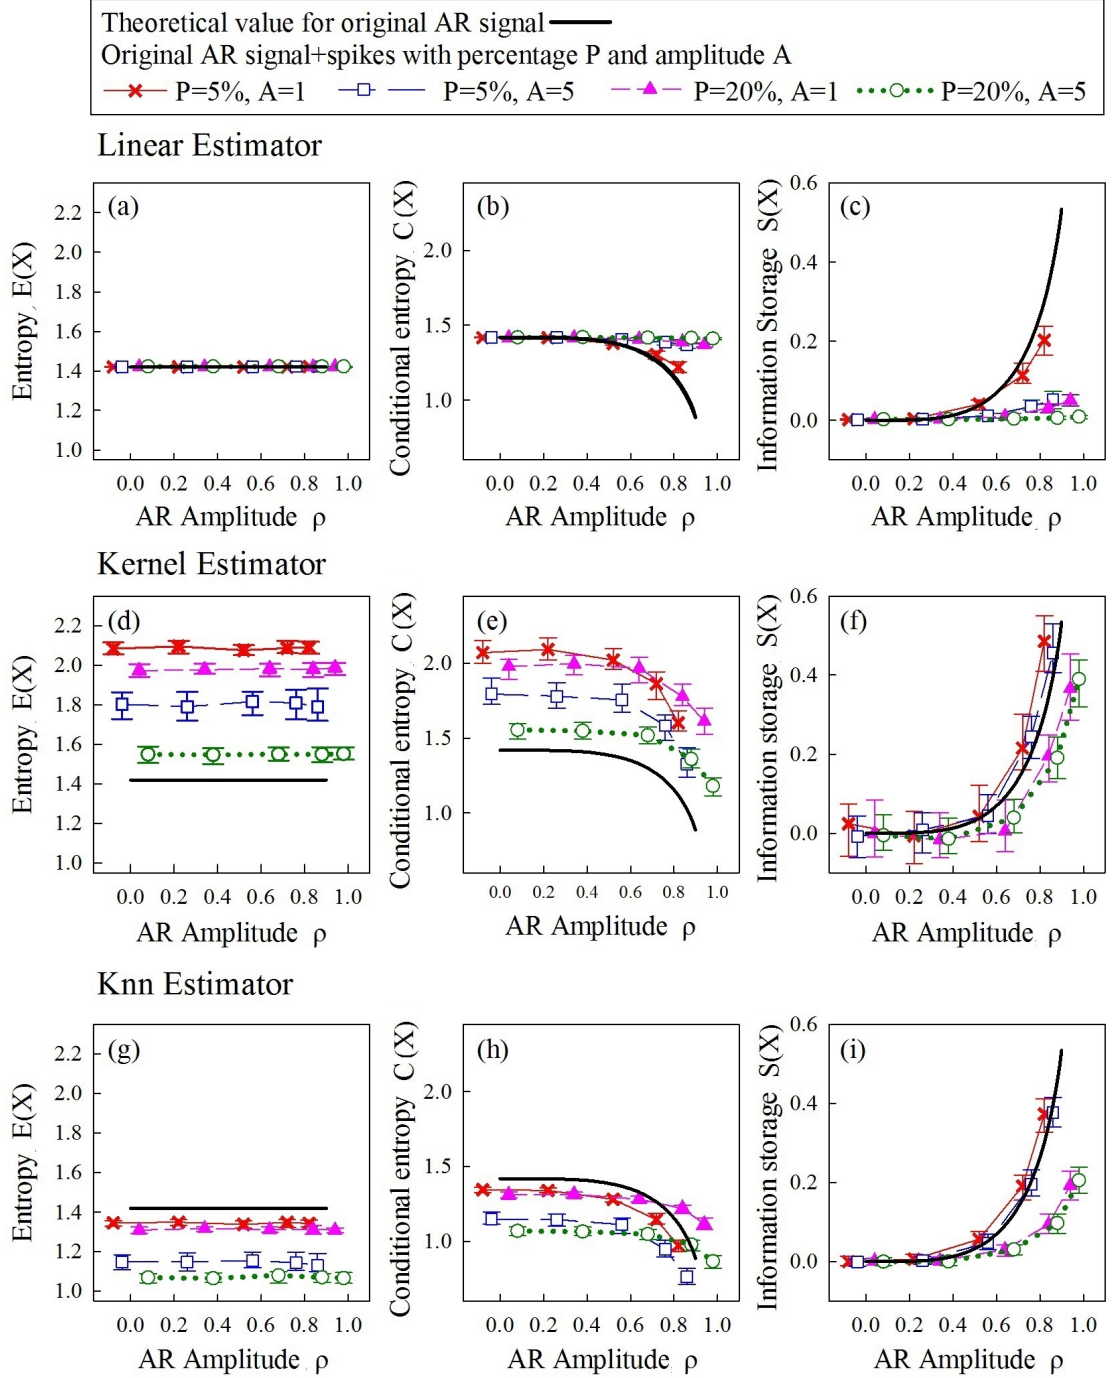 Theoretical value for original AR signal
Original AR signal+spikes with percentage P and amplitude A
P=5%, A=1 P=5%, A=5 P=20%, A=1 P=20%, A=5
Linear Estimator
(a)
Entropy, E(X)
2.2
2.0
1.8
1.6
1.4
1.2
1.0
0.0 0.2 0.4 0.6 0.8 1.0
AR Amplitude ρ
(b)
Conditional entropy C(X)
2.0
1.5
1.0
0.0 0.2 0.4 0.6 0.8 1.0
AR Amplitude ρ
(c)
Information Storage S(X)
0.6
0.4
0.2
0.0
0.0 0.2 0.4 0.6 0.8 1.0
AR Amplitude ρ
Kernel Estimator
(d)
Entropy, E(X)
2.2
2.0
1.8
1.6
1.4
1.2
1.0
0.0 0.2 0.4 0.6 0.8 1.0
AR Amplitude ρ
(e)
Conditional entropy C(X)
2.0
1.5
1.0
0.0 0.2 0.4 0.6 0.8 1.0
AR Amplitude ρ
(f)
Information storage S(X)
0.6
0.4
0.2
0.0
0.0 0.2 0.4 0.6 0.8 1.0
AR Amplitude ρ
Knn Estimator
(g)
Entropy, E(X)
2.2
2.0
1.8
1.6
1.4
1.2
1.0
0.0 0.2 0.4 0.6 0.8 1.0
AR Amplitude ρ
(h)
Conditional entropy C(X)
2.0
1.5
1.0
0.0 0.2 0.4 0.6 0.8 1.0
AR Amplitude ρ
(i)
Information storage S(X)
0.6
0.4
0.2
0.0
0.0 0.2 0.4 0.6 0.8 1.0
AR Amplitude ρ